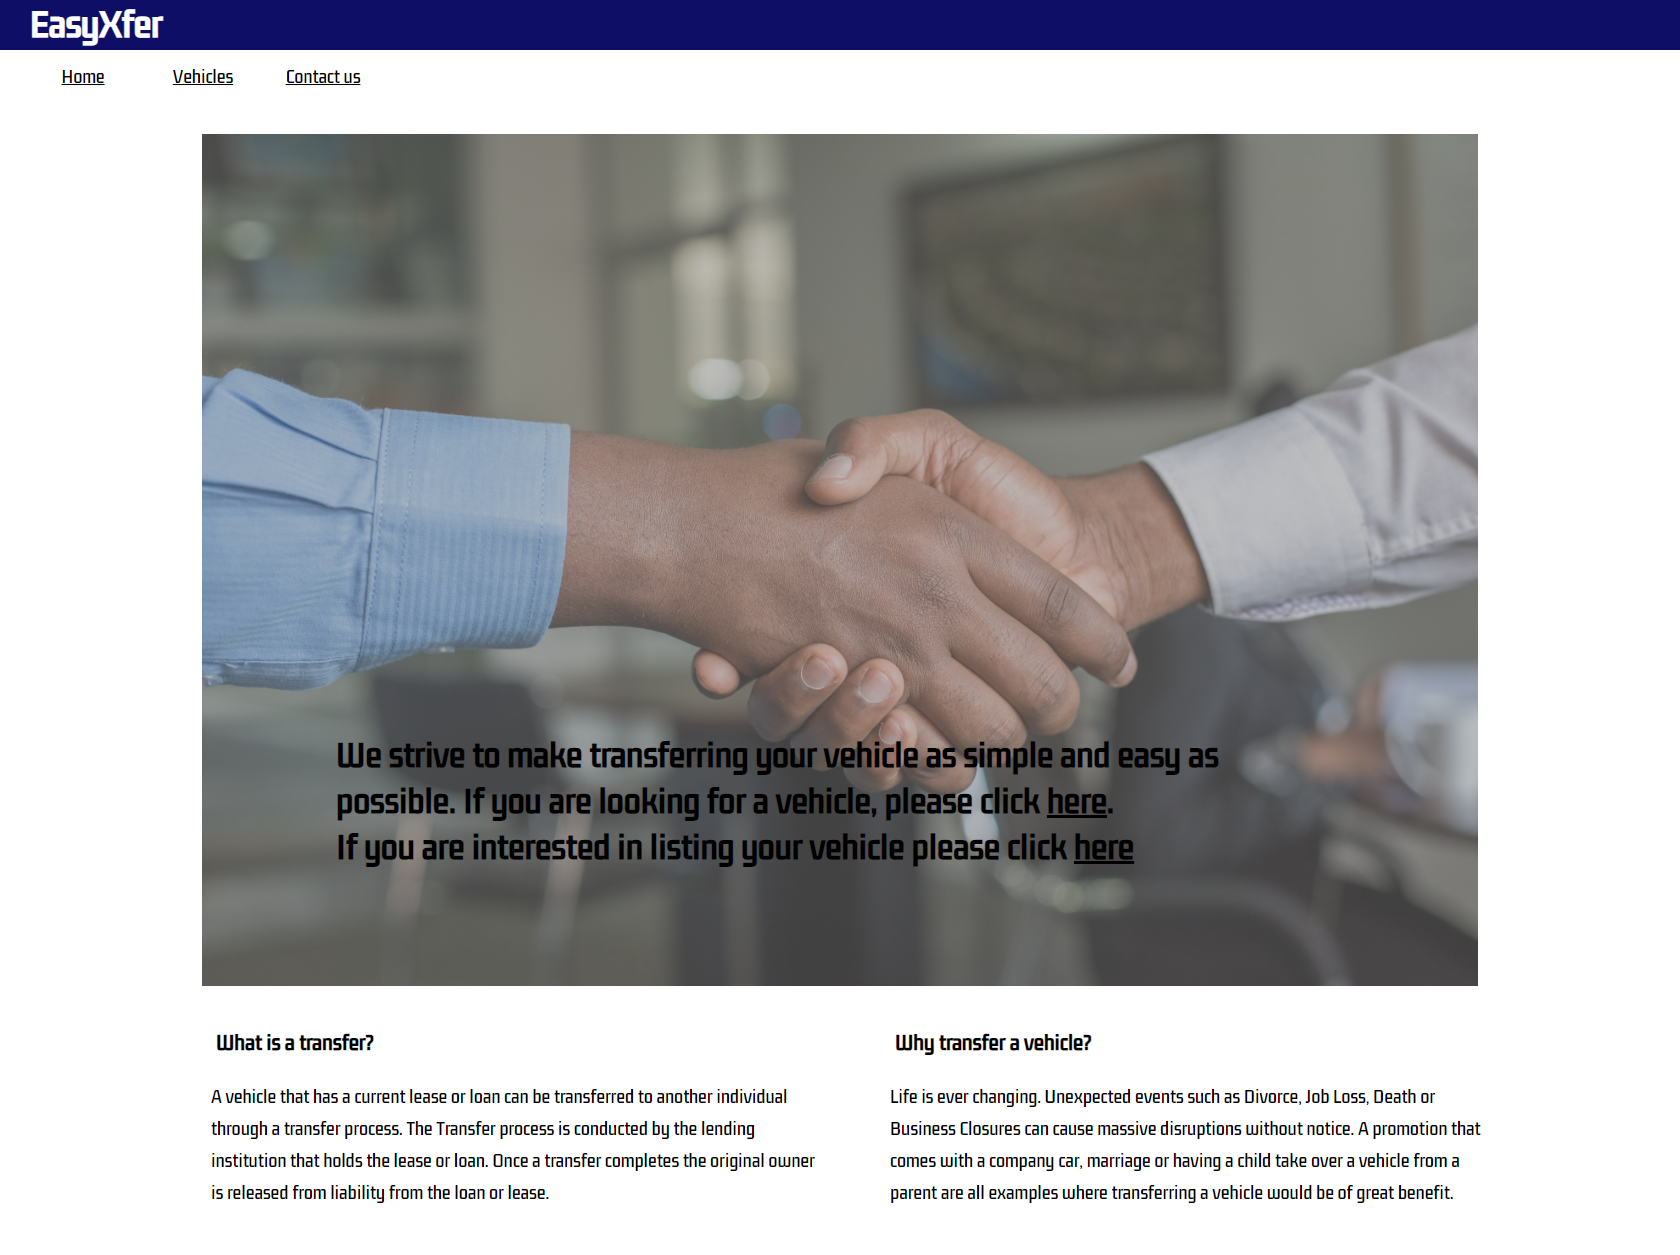 EasyXfer
Home Vehicles Contact us
We strive to make transferring your vehicle as simple and easy as
possible. If you are looking for a vehicle, please click here.
If you are interested in listing your vehicle please click here
What is a transfer?
A vehicle that has a current lease or loan can be transferred to another individual
through a transfer process. The Transfer process is conducted by the lending
institution that holds the lease or loan. Once a transfer completes the original owner
is released from liability from the loan or lease.
Why transfer a vehicle?
Life is ever changing. Unexpected events such as Divorce, Job Loss, Death or
Business Closures can cause massive disruptions without notice. A promotion that
comes with a company car, marriage or having a child take over a vehicle from a
parent are all examples where transferring a vehicle would be of great benefit.